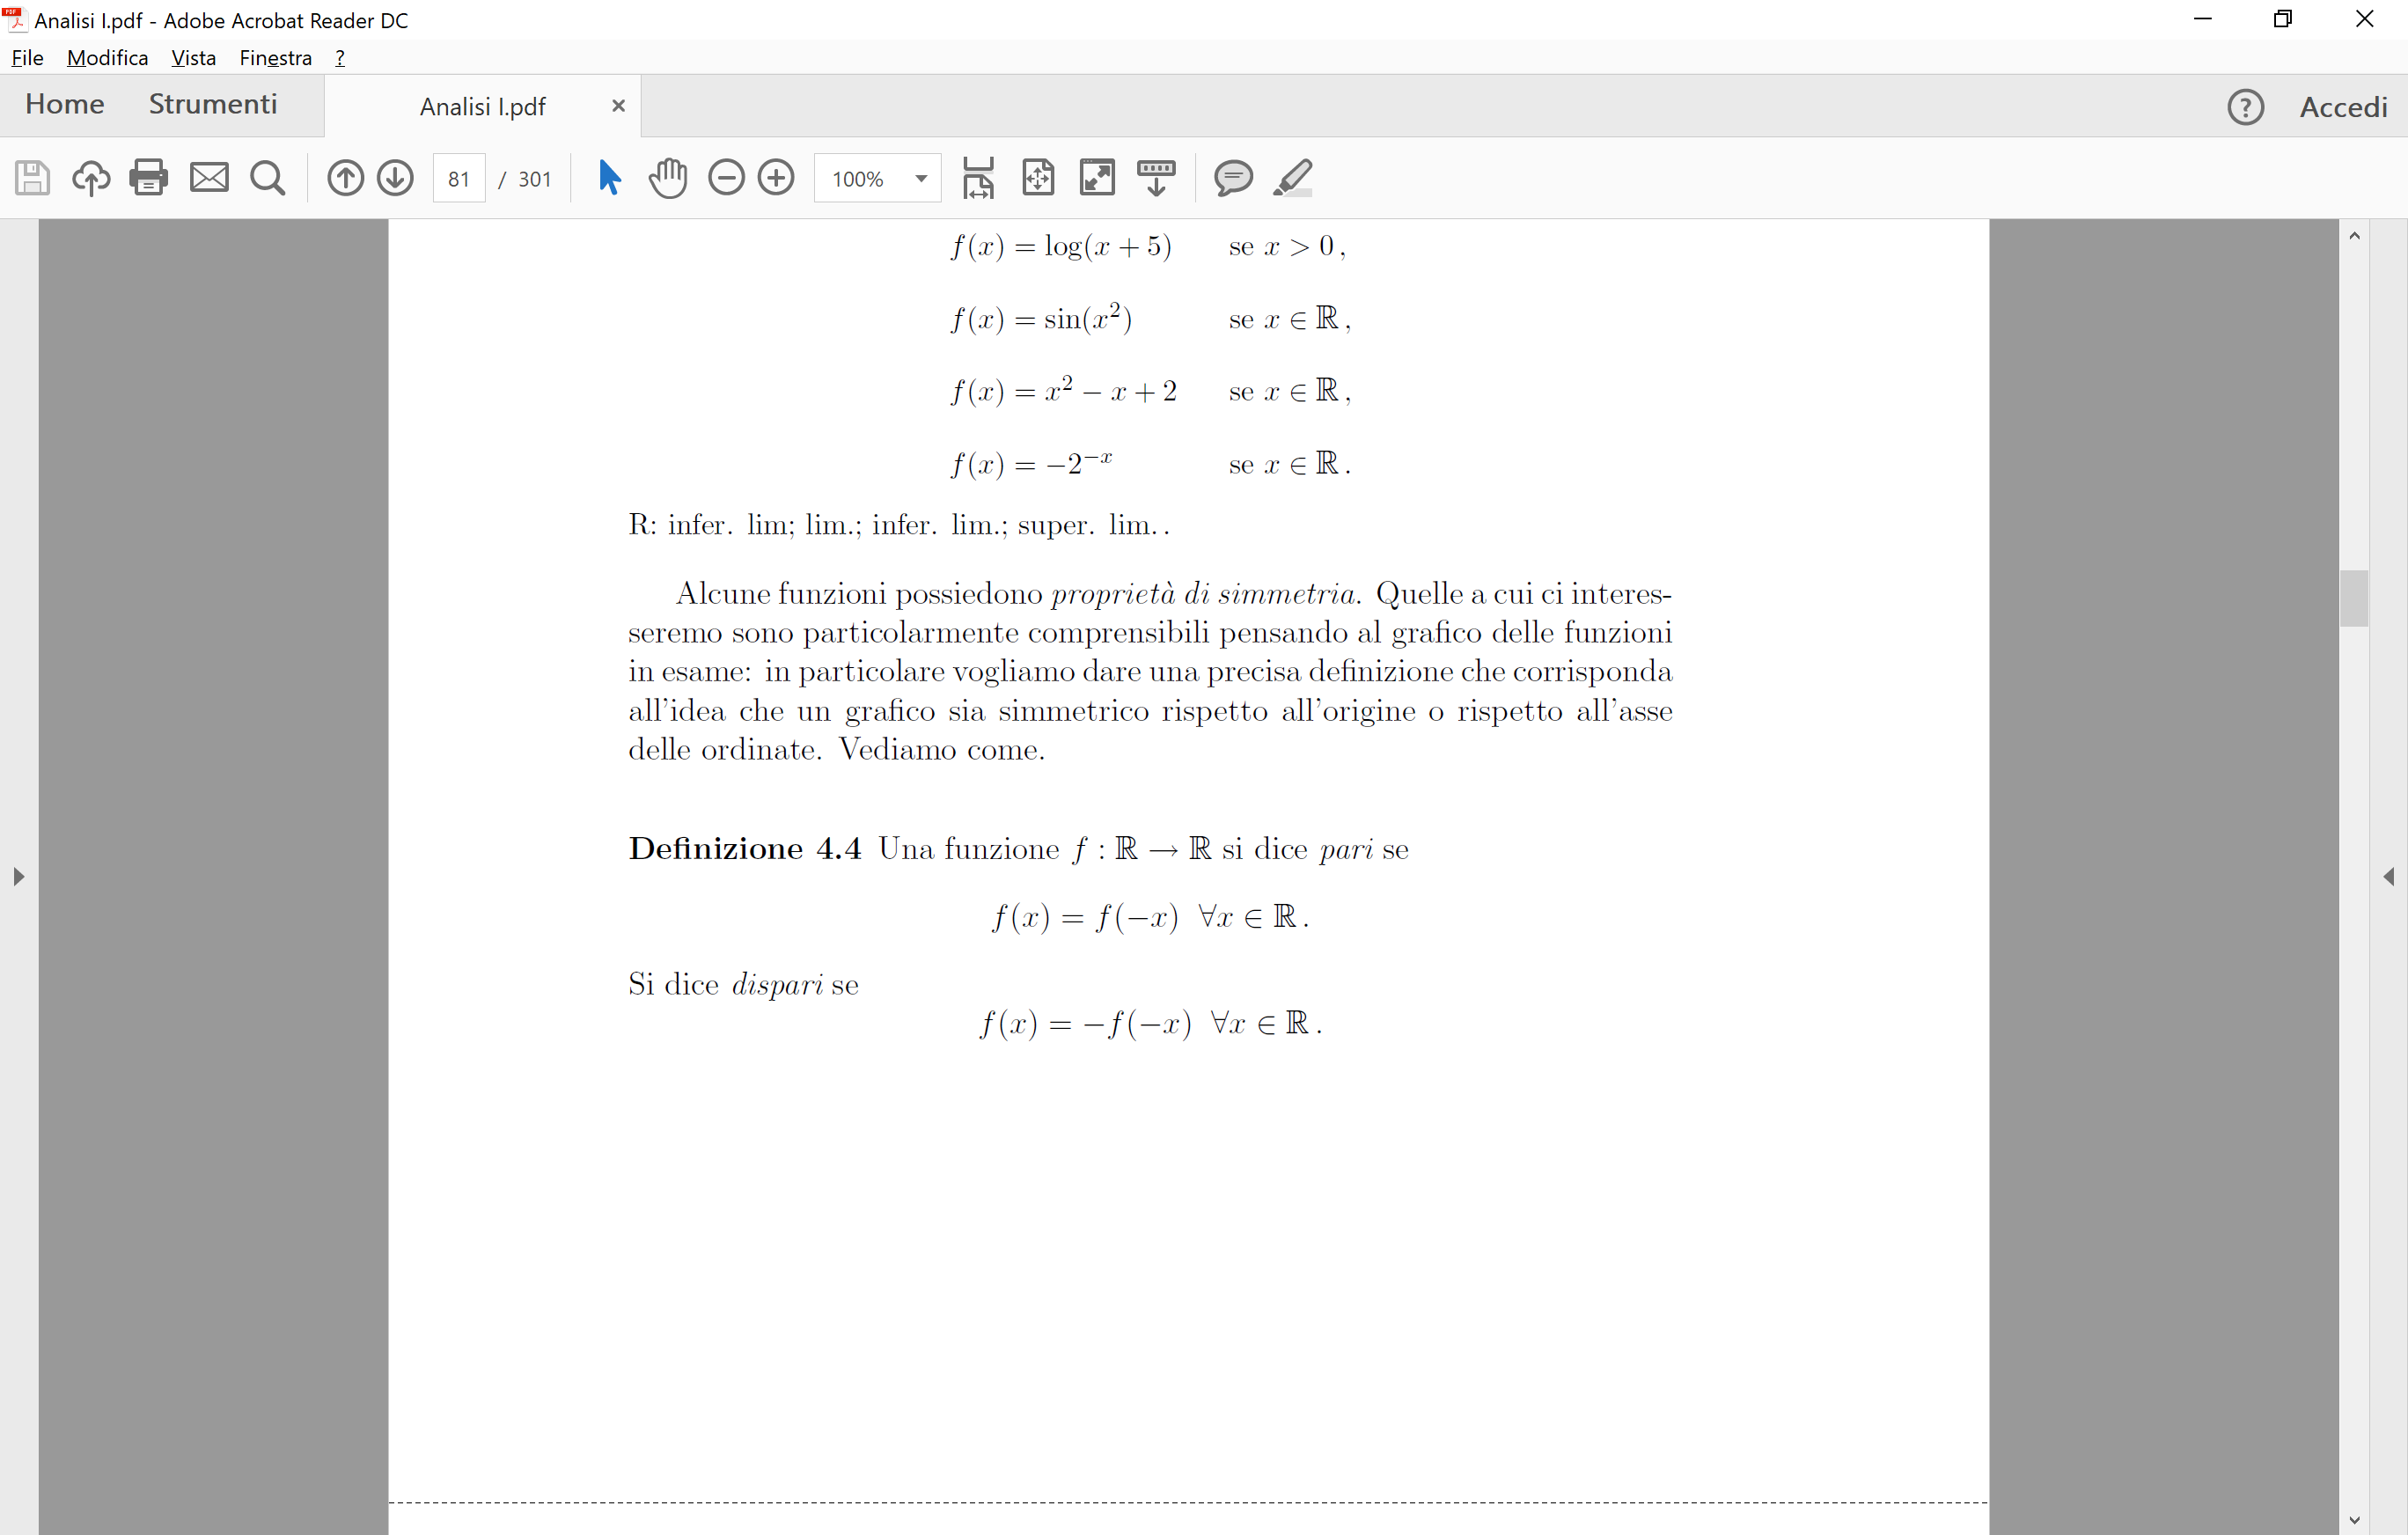 Analisi I.pdf - Adobe Acrobat Reader DC
File Modifica Vista Finestra ?
Home Strumenti Analisi I.pdf × ? Accedi
81 / 301 100%
f(x) = log(x + 5) se x > 0 ,
f(x) = sin(x²) se x ∈ ℝ ,
f(x) = x² − x + 2 se x ∈ ℝ ,
f(x) = −2⁻ˣ se x ∈ ℝ .
R: infer. lim; lim.; infer. lim.; super. lim. .
Alcune funzioni possiedono proprietà di simmetria. Quelle a cui ci interes-
seremo sono particolarmente comprensibili pensando al grafico delle funzioni
in esame: in particolare vogliamo dare una precisa definizione che corrisponda
all'idea che un grafico sia simmetrico rispetto all'origine o rispetto all'asse
delle ordinate. Vediamo come.
Definizione 4.4 Una funzione f : ℝ → ℝ si dice pari se
f(x) = f(−x) ∀x ∈ ℝ .
Si dice dispari se
f(x) = −f(−x) ∀x ∈ ℝ .